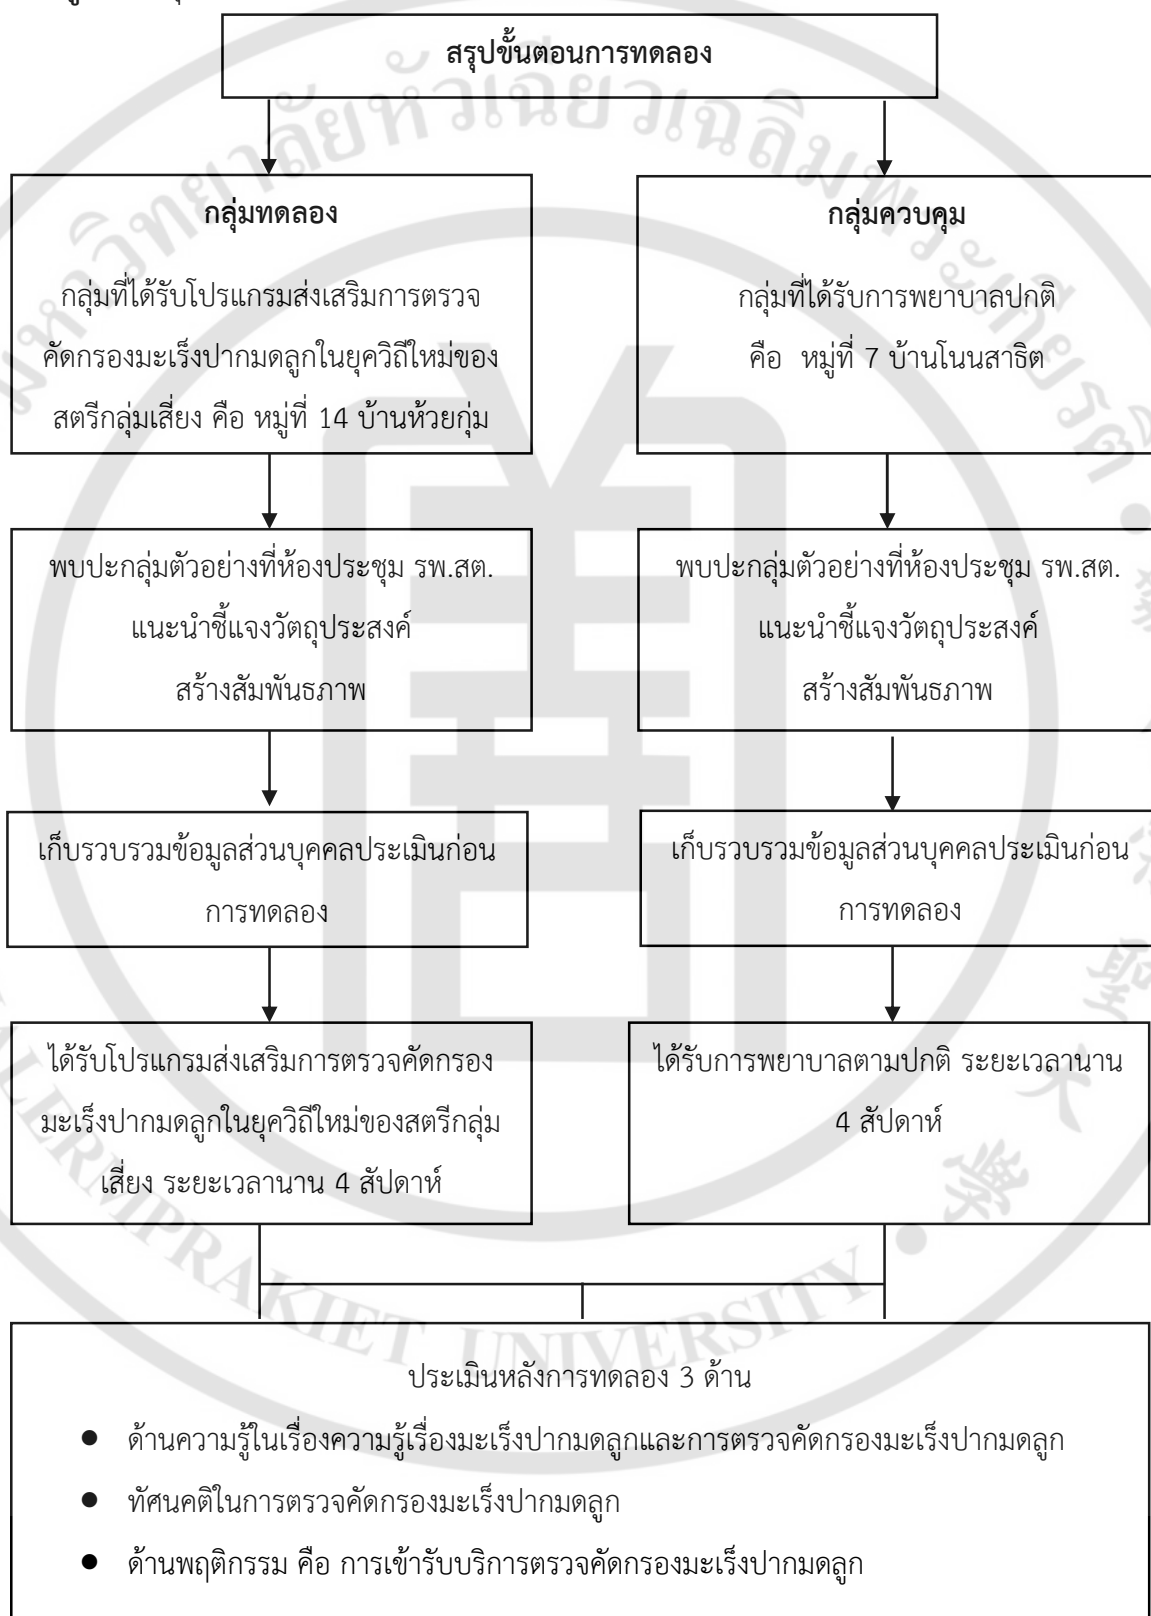 สรุปขั้นตอนการทดลอง
กลุ่มทดลอง
กลุ่มที่ได้รับโปรแกรมส่งเสริมการตรวจ
คัดกรองมะเร็งปากมดลูกในยุควิถีใหม่ของ
สตรีกลุ่มเสี่ยง คือ หมู่ที่ 14 บ้านห้วยกุ่ม
กลุ่มควบคุม
กลุ่มที่ได้รับการพยาบาลปกติ
คือ หมู่ที่ 7 บ้านโนนสาธิต
พบปะกลุ่มตัวอย่างที่ห้องประชุม รพ.สต.
แนะนำชี้แจงวัตถุประสงค์
สร้างสัมพันธภาพ
พบปะกลุ่มตัวอย่างที่ห้องประชุม รพ.สต.
แนะนำชี้แจงวัตถุประสงค์
สร้างสัมพันธภาพ
เก็บรวบรวมข้อมูลส่วนบุคคลประเมินก่อน
การทดลอง
เก็บรวบรวมข้อมูลส่วนบุคคลประเมินก่อน
การทดลอง
ได้รับโปรแกรมส่งเสริมการตรวจคัดกรอง
มะเร็งปากมดลูกในยุควิถีใหม่ของสตรีกลุ่ม
เสี่ยง ระยะเวลานาน 4 สัปดาห์
ได้รับการพยาบาลตามปกติ ระยะเวลานาน
4 สัปดาห์
ประเมินหลังการทดลอง 3 ด้าน
● ด้านความรู้ในเรื่องความรู้เรื่องมะเร็งปากมดลูกและการตรวจคัดกรองมะเร็งปากมดลูก
● ทัศนคติในการตรวจคัดกรองมะเร็งปากมดลูก
● ด้านพฤติกรรม คือ การเข้ารับบริการตรวจคัดกรองมะเร็งปากมดลูก
มหาวิทยาลัยหัวเฉียวเฉลิมพระเกียรติ
UNIVERSITY
聖
大
學